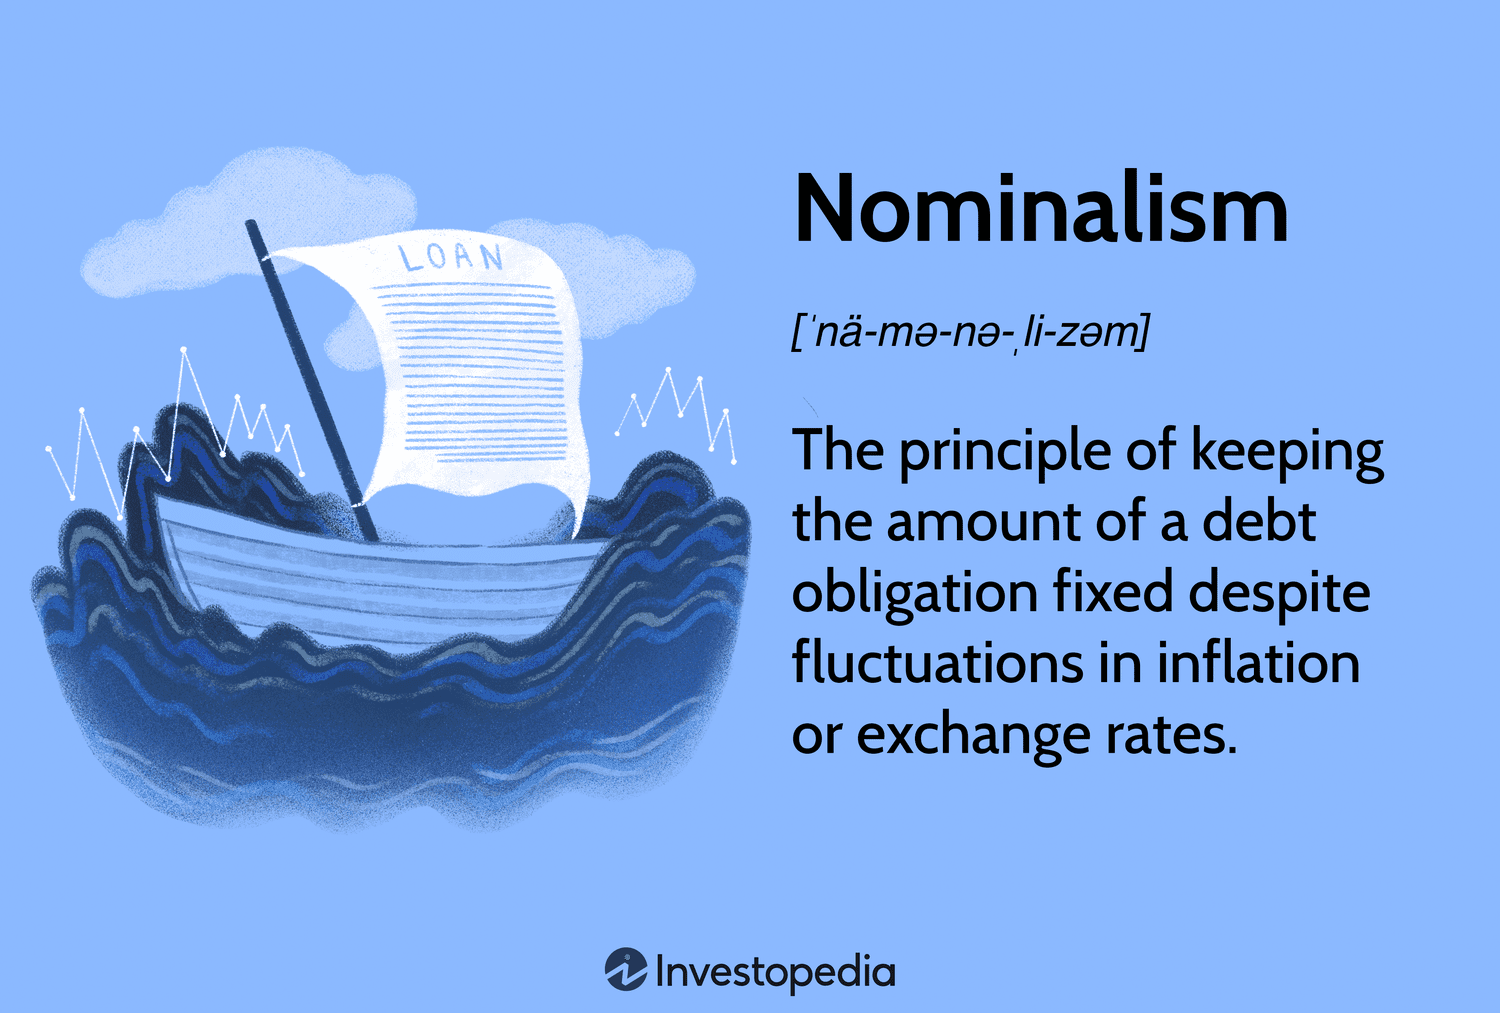 LOAN
Nominalism
[ˈnä-mə-nə-ˌli-zəm]
The principle of keeping
the amount of a debt
obligation fixed despite
fluctuations in inflation
or exchange rates.
Investopedia